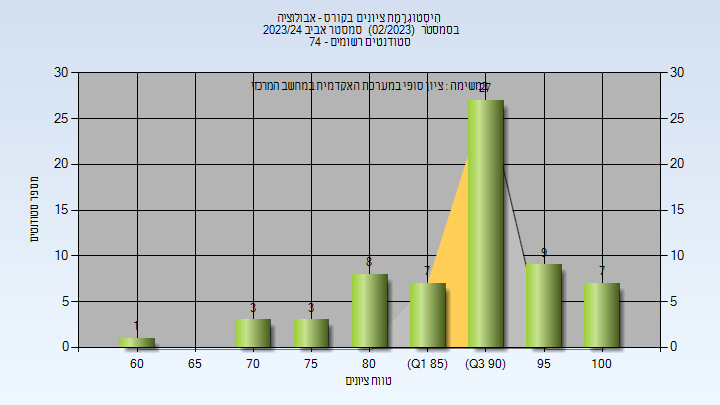 היסטוגרמת ציונים בקורס - אבולוציה
בסמסטר (02/2023) סמסטר אביב 2023/24
סטודנטים רשומים - 74
משימה : ציון סופי במערכת האקדמית במחשב המרכזי
30 30
25 25
20 20
15 15
10 10
5 5
0 0
מספר סטודנטים
1 3 3 8 7 27 9 7
60 65 70 75 80 (Q1 85) (Q3 90) 95 100
טווח ציונים